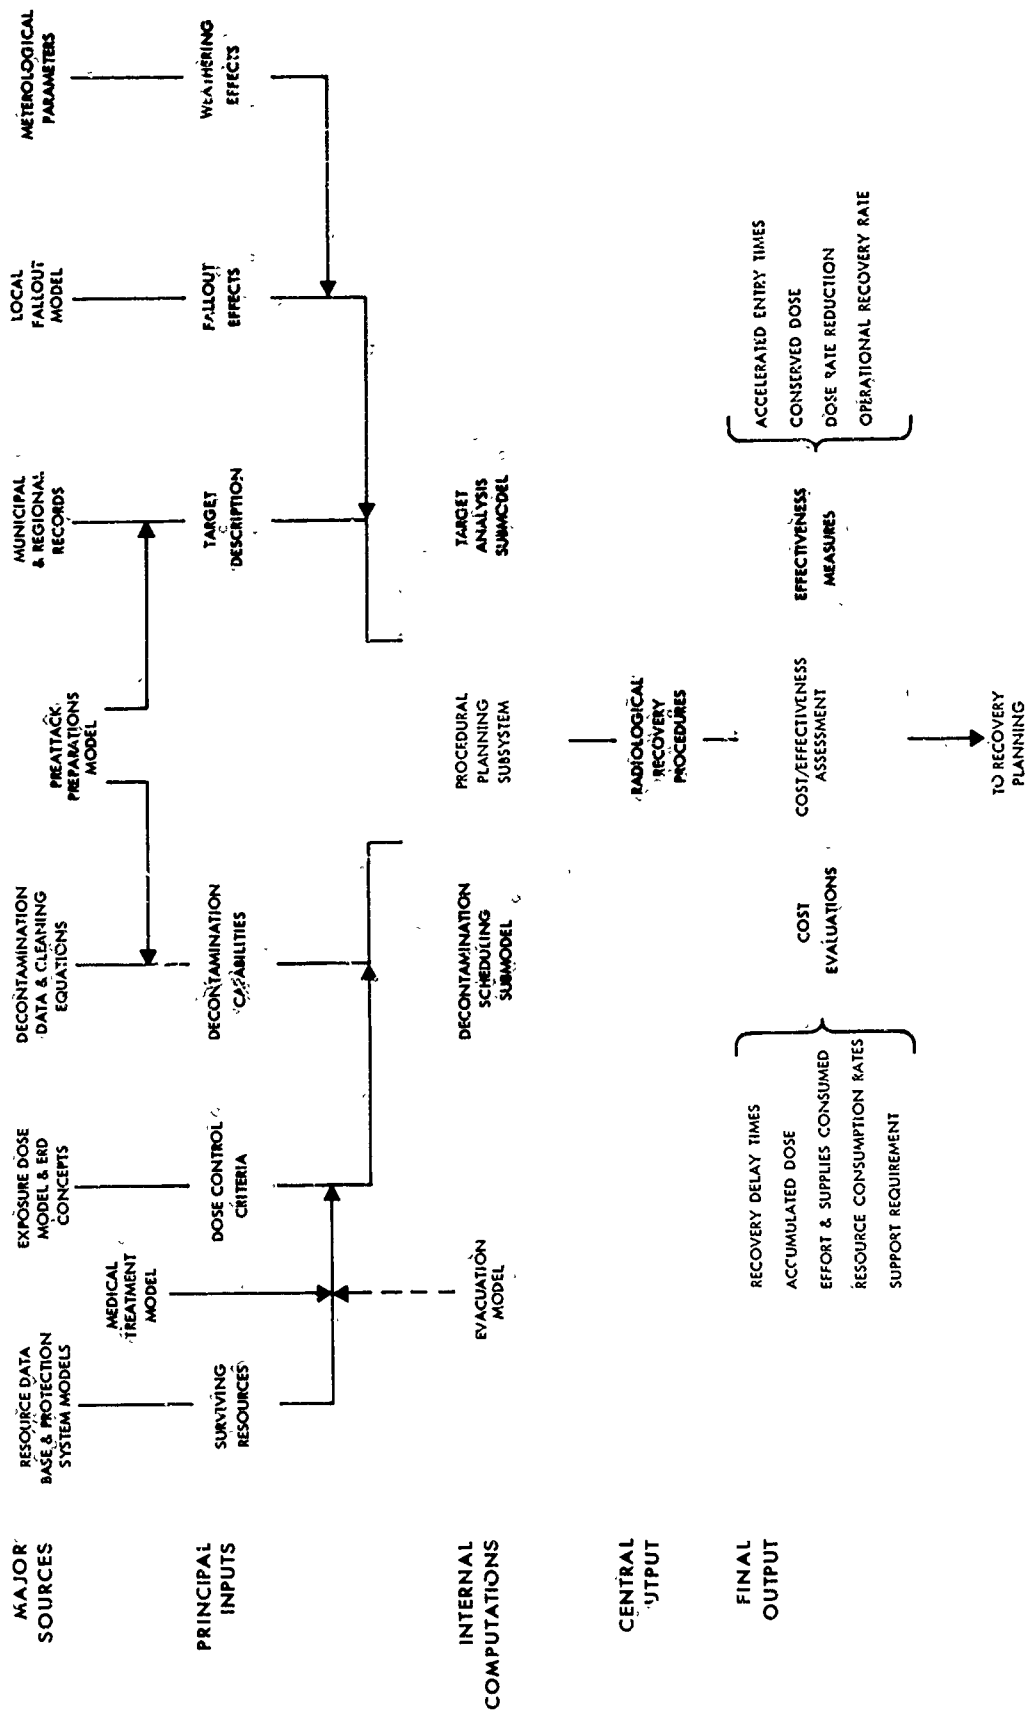 MAJOR
SOURCES
RESOURCE DATA
BASE & PROTECTION
SYSTEM MODELS
EXPOSURE DOSE
MODEL & ERD
CONCEPTS
DECONTAMINATION
DATA & CLEANING
EQUATIONS
PREATTACK
PREPARATIONS
MODEL
MUNICIPAL
& REGIONAL
RECORDS
LOCAL
FALLOUT
MODEL
METEROLOGICAL
PARAMETERS
MEDICAL
TREATMENT
MODEL
PRINCIPAL
INPUTS
SURVIVING
RESOURCES
DOSE CONTROL
CRITERIA
DECONTAMINATION
CAPABILITIES
TARGET
DESCRIPTION
FALLOUT
EFFECTS
WEATHERING
EFFECTS
INTERNAL
COMPUTATIONS
EVACUATION
MODEL
DECONTAMINATION
SCHEDULING
SUBMODEL
PROCEDURAL
PLANNING
SUBSYSTEM
TARGET
ANALYSIS
SUBMODEL
CENTRAL
UTPUT
RADIOLOGICAL
RECOVERY
PROCEDURES
FINAL
OUTPUT
RECOVERY DELAY TIMES
ACCUMULATED DOSE
EFFORT & SUPPLIES CONSUMED
RESOURCE CONSUMPTION RATES
SUPPORT REQUIREMENT
COST
EVALUATIONS
COST/EFFECTIVENESS
ASSESSMENT
EFFECTIVENESS
MEASURES
ACCELERATED ENTRY TIMES
CONSERVED DOSE
DOSE RATE REDUCTION
OPERATIONAL RECOVERY RATE
TO RECOVERY
PLANNING